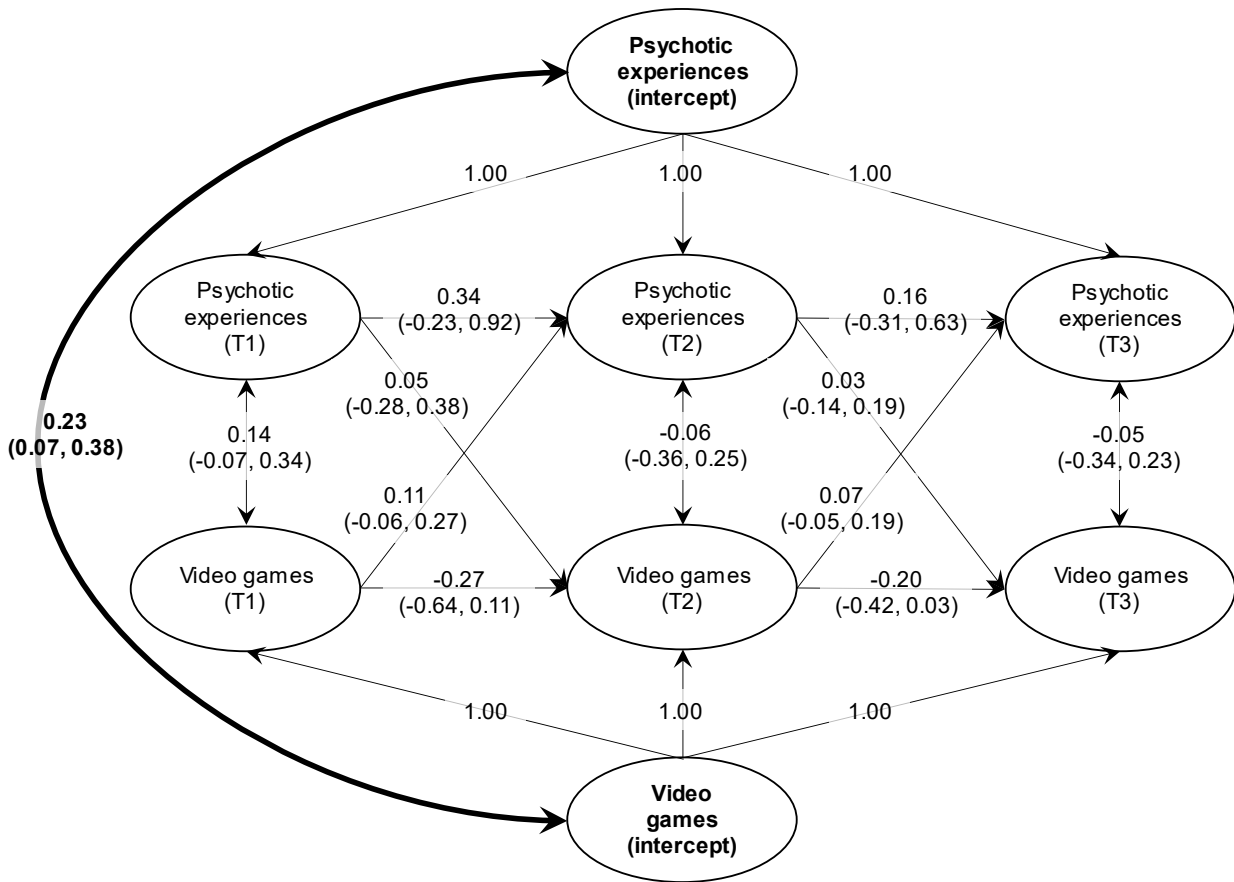 Psychotic
experiences
(intercept)
1.00
1.00
1.00
Psychotic
experiences
(T1)
0.34
(-0.23, 0.92)
Psychotic
experiences
(T2)
0.16
(-0.31, 0.63)
Psychotic
experiences
(T3)
0.05
(-0.28, 0.38)
0.03
(-0.14, 0.19)
0.23
(0.07, 0.38)
0.14
(-0.07, 0.34)
-0.06
(-0.36, 0.25)
-0.05
(-0.34, 0.23)
0.11
(-0.06, 0.27)
0.07
(-0.05, 0.19)
Video games
(T1)
-0.27
(-0.64, 0.11)
Video games
(T2)
-0.20
(-0.42, 0.03)
Video games
(T3)
1.00
1.00
1.00
Video
games
(intercept)